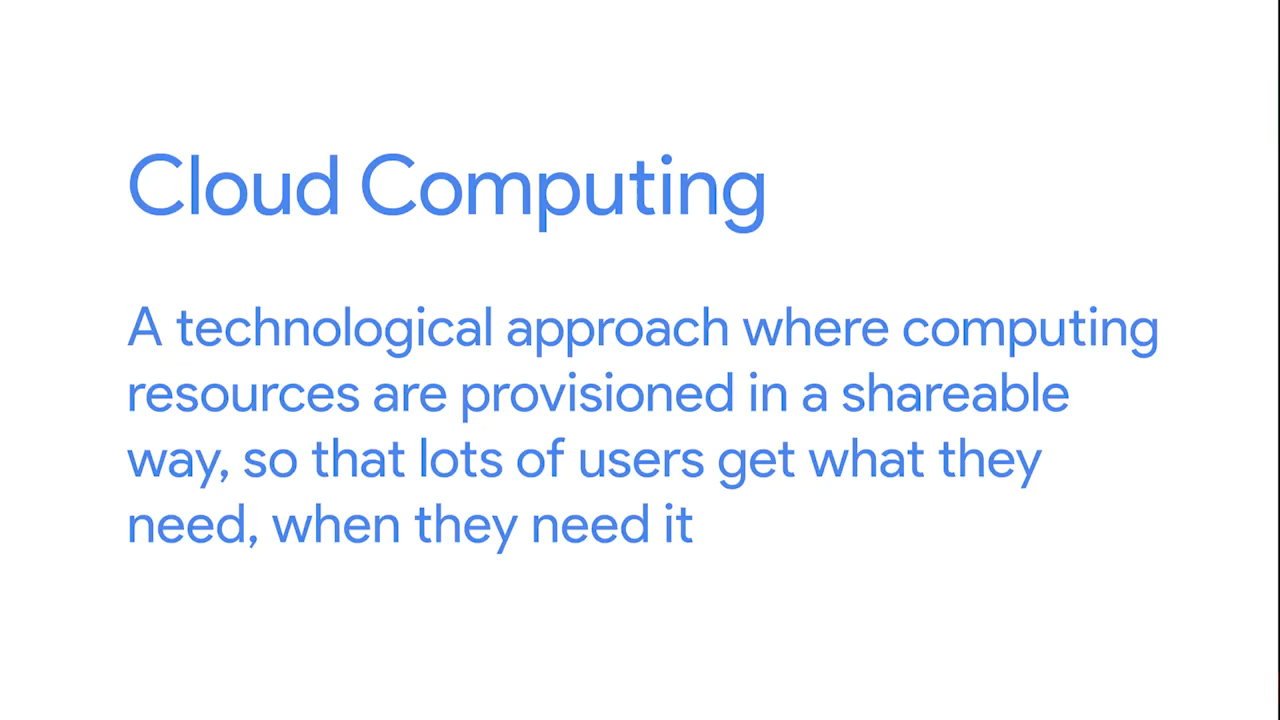 Cloud Computing
A technological approach where computing
resources are provisioned in a shareable
way, so that lots of users get what they
need, when they need it